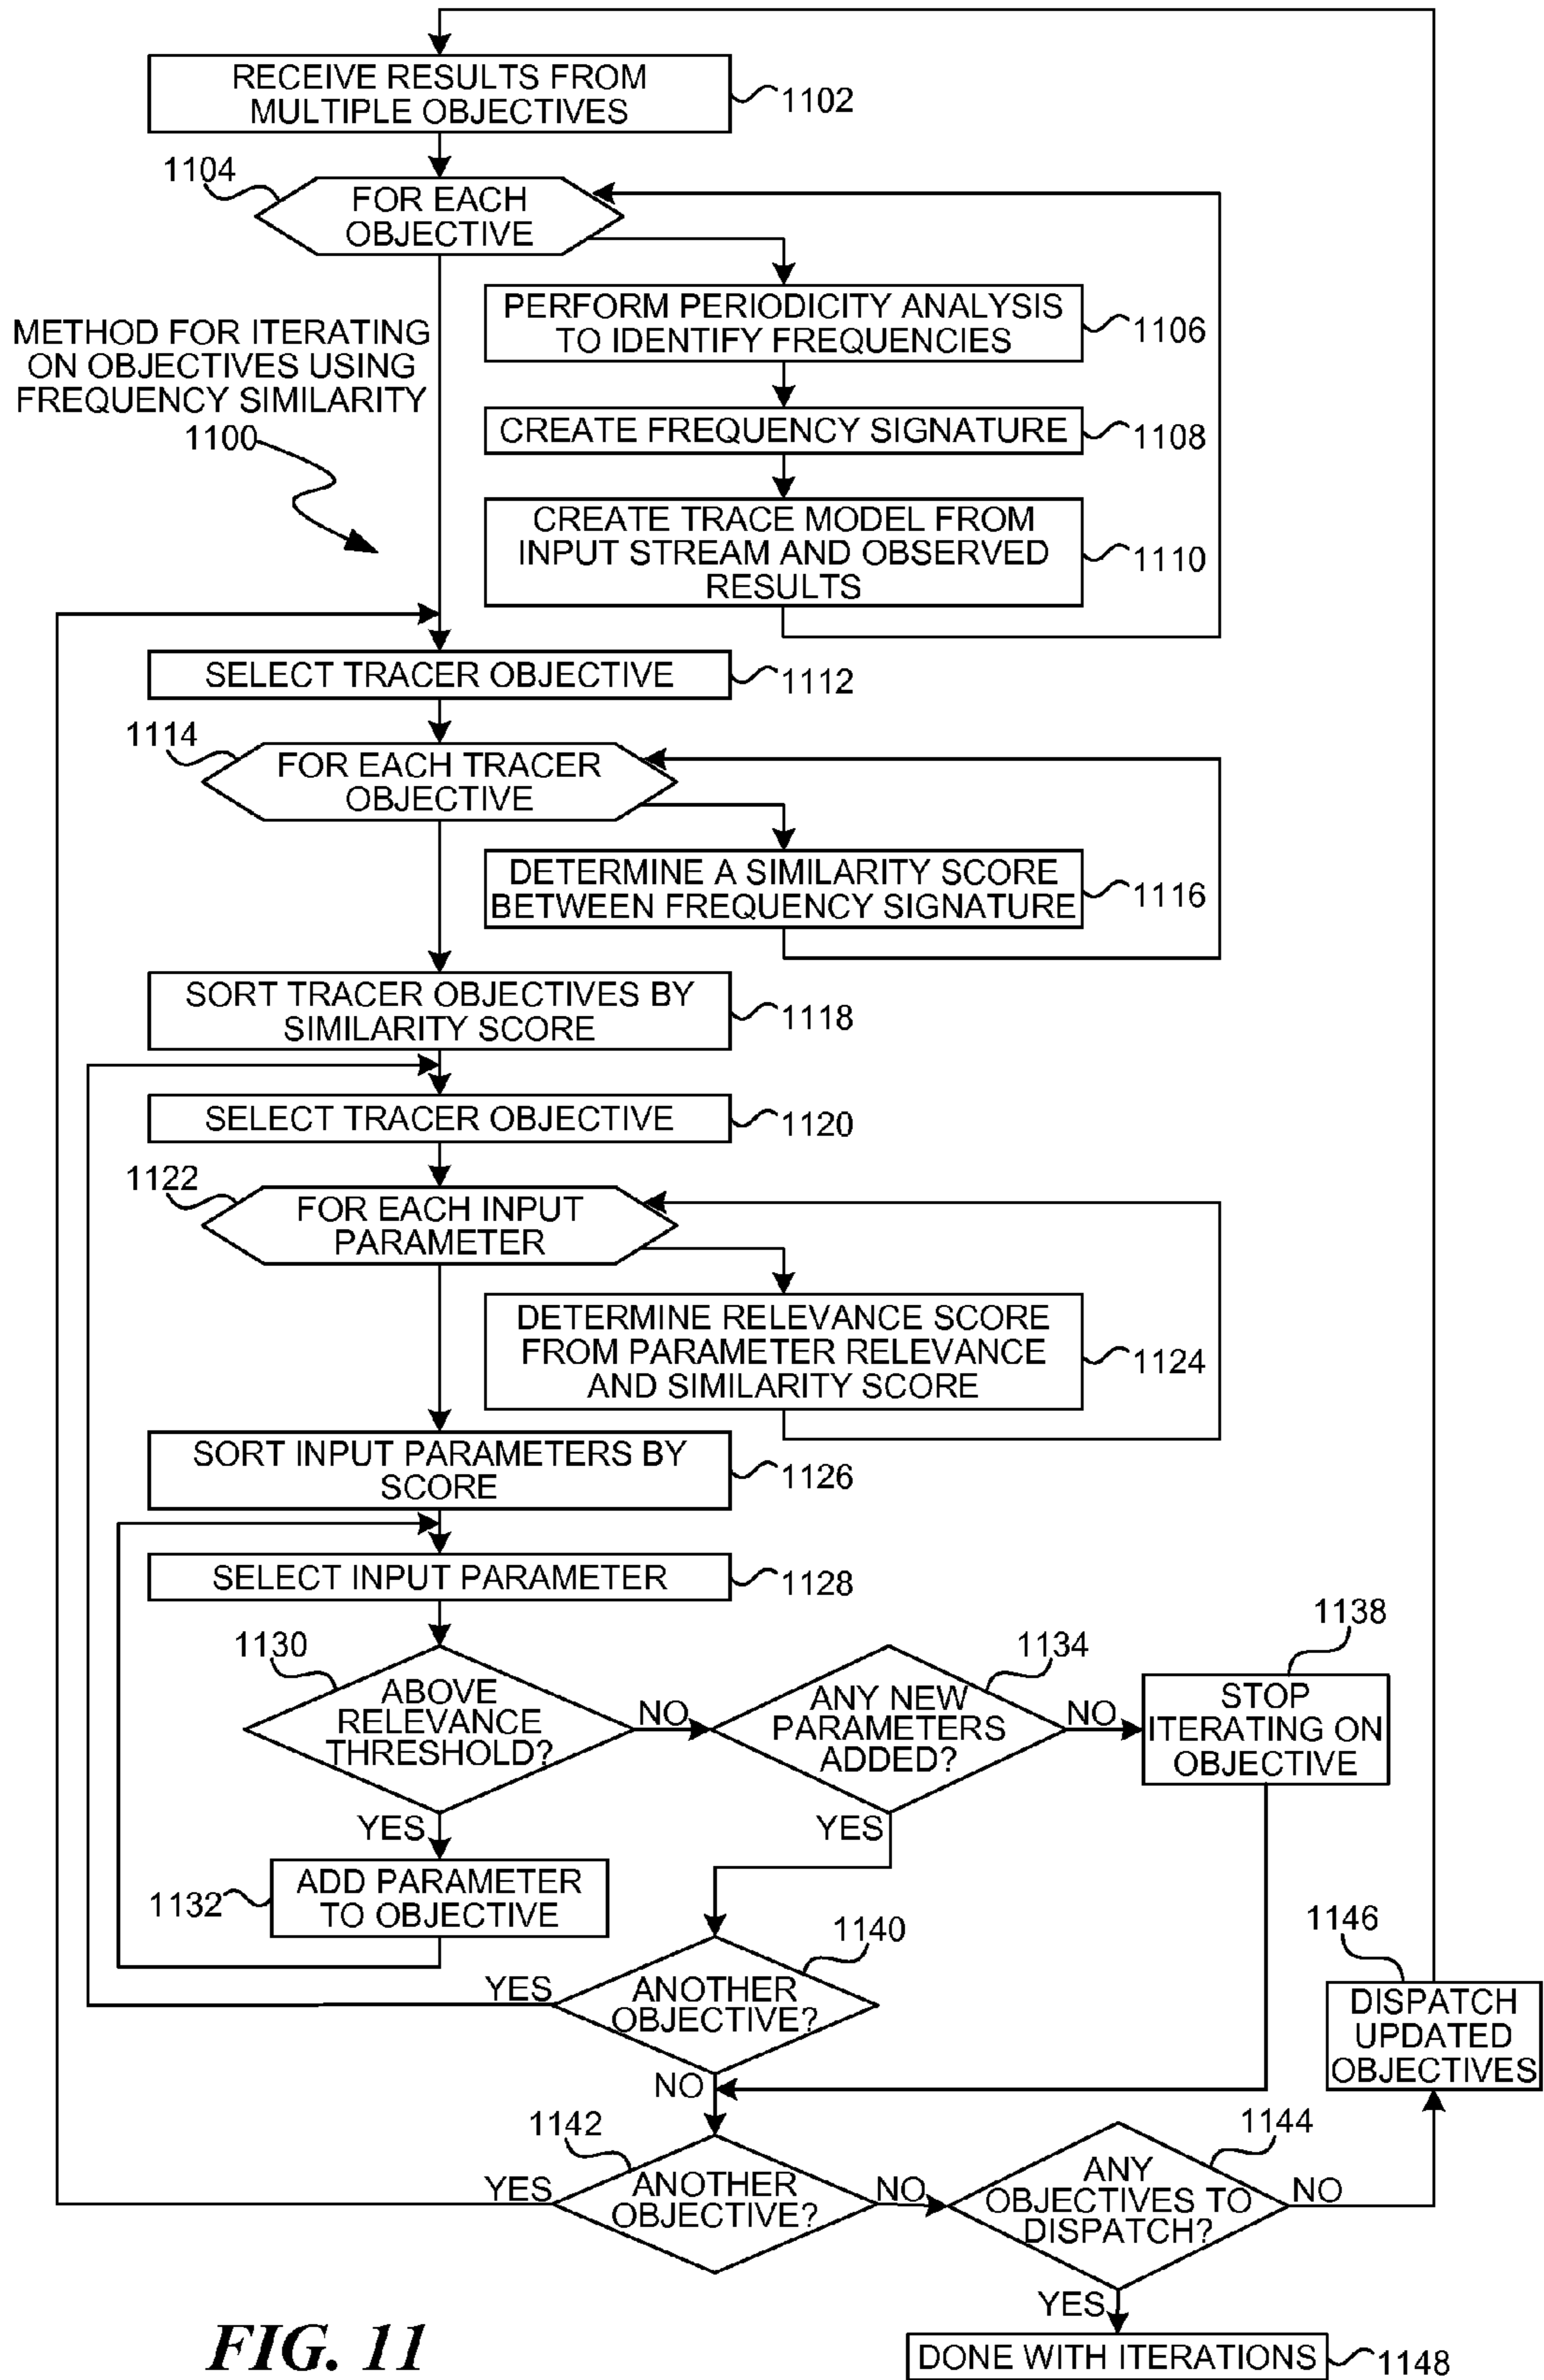 RECEIVE RESULTS FROM
MULTIPLE OBJECTIVES
1102
1104
FOR EACH
OBJECTIVE
METHOD FOR ITERATING
ON OBJECTIVES USING
FREQUENCY SIMILARITY
1100
PERFORM PERIODICITY ANALYSIS
TO IDENTIFY FREQUENCIES
1106
CREATE FREQUENCY SIGNATURE
1108
CREATE TRACE MODEL FROM
INPUT STREAM AND OBSERVED
RESULTS
1110
SELECT TRACER OBJECTIVE
1112
1114
FOR EACH TRACER
OBJECTIVE
DETERMINE A SIMILARITY SCORE
BETWEEN FREQUENCY SIGNATURE
1116
SORT TRACER OBJECTIVES BY
SIMILARITY SCORE
1118
SELECT TRACER OBJECTIVE
1120
1122
FOR EACH INPUT
PARAMETER
DETERMINE RELEVANCE SCORE
FROM PARAMETER RELEVANCE
AND SIMILARITY SCORE
1124
SORT INPUT PARAMETERS BY
SCORE
1126
SELECT INPUT PARAMETER
1128
1130
ABOVE
RELEVANCE
THRESHOLD?
NO
YES
1134
ANY NEW
PARAMETERS
ADDED?
NO
YES
1138
STOP
ITERATING ON
OBJECTIVE
1132
ADD PARAMETER
TO OBJECTIVE
1140
ANOTHER
OBJECTIVE?
YES
NO
1146
DISPATCH
UPDATED
OBJECTIVES
1142
ANOTHER
OBJECTIVE?
YES
NO
1144
ANY
OBJECTIVES TO
DISPATCH?
NO
YES
DONE WITH ITERATIONS
1148
FIG. 11